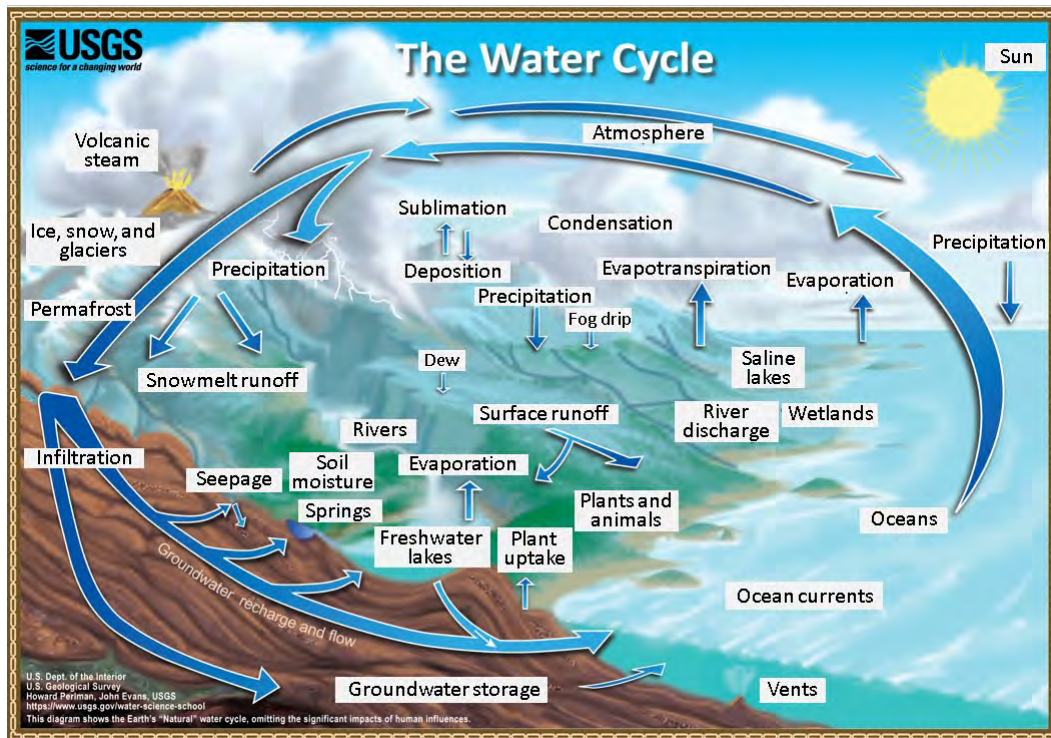 USGS
science for a changing world
The Water Cycle
Sun
Volcanic
steam
Atmosphere
Ice, snow, and
glaciers
Sublimation
Condensation
Precipitation
Precipitation
Deposition
Evapotranspiration
Evaporation
Permafrost
Precipitation
Fog drip
Dew
Snowmelt runoff
Saline
lakes
Surface runoff
River
discharge
Wetlands
Rivers
Infiltration
Seepage
Soil
moisture
Evaporation
Springs
Plants and
animals
Oceans
Freshwater
lakes
Plant
uptake
Groundwater recharge and flow
Ocean currents
Groundwater storage
Vents
U.S. Dept. of the Interior
U.S. Geological Survey
Howard Perlman, John Evans, USGS
https://www.usgs.gov/water-science-school
This diagram shows the Earth's "Natural" water cycle, omitting the significant impacts of human influences.